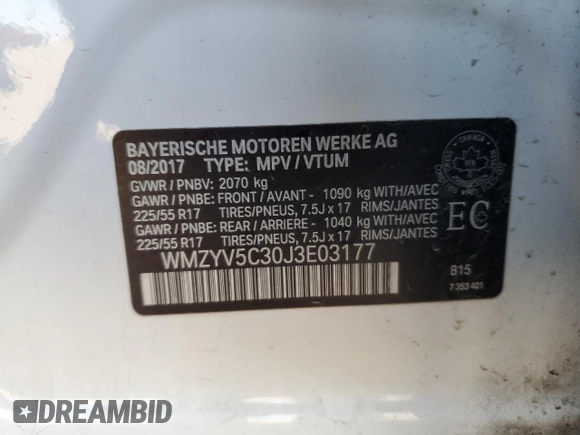 BAYERISCHE MOTOREN WERKE AG
08/2017 TYPE: MPV / VTUM
GVWR / PNBV: 2070 kg
GAWR / PNBE: FRONT / AVANT - 1090 kg WITH/AVEC
225/55 R17 TIRES/PNEUS, 7.5J x 17 RIMS/JANTES
GAWR / PNBE: REAR / ARRIERE - 1040 kg WITH/AVEC
225/55 R17 TIRES/PNEUS, 7.5J x 17 RIMS/JANTES
WMZYV5C30J3E03177
CANADA
EC
B15
7 353 401
DREAMBID